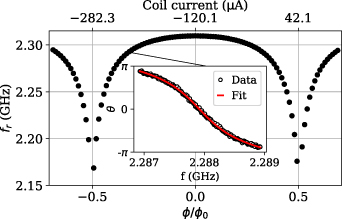 Coil current (μA)
−282.3 −120.1 42.1
2.30
2.25
2.20
2.15
f_r (GHz)
π
0
-π
θ
Data
Fit
2.287 2.288 2.289
f (GHz)
−0.5 0.0 0.5
ϕ/ϕ₀